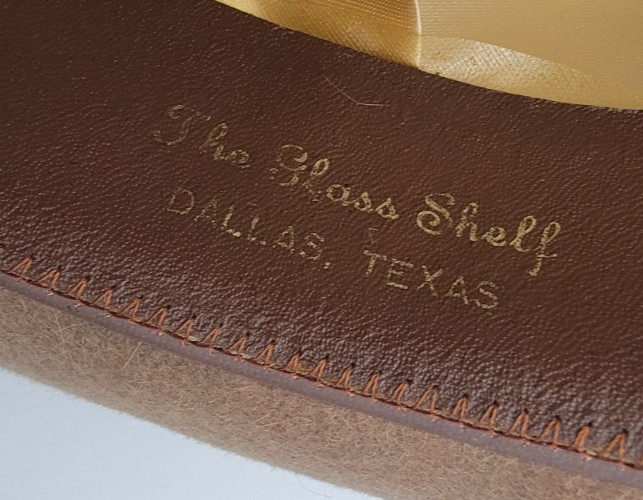 The Glass Shelf
DALLAS, TEXAS